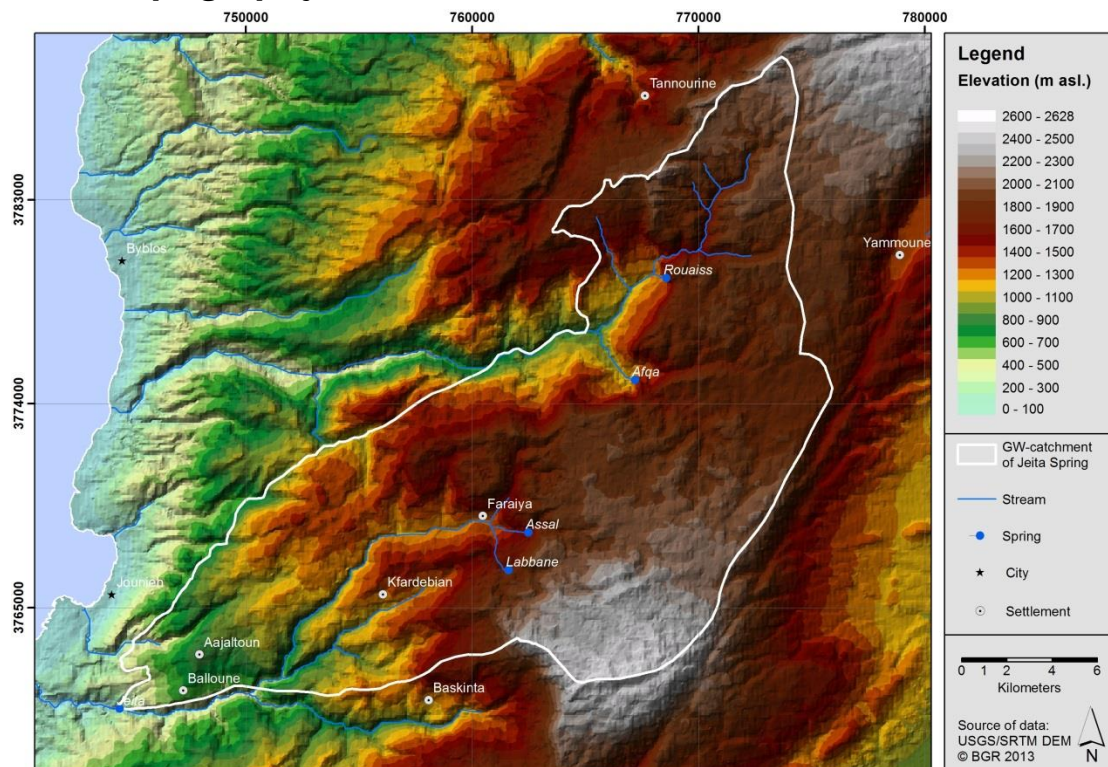 750000
760000
770000
780000
3783000
3774000
3765000
Tannourine
Byblos
Yammoune
Rouaiss
Afqa
Faraiya
Assal
Labbane
Kfardebian
Jounieh
Aajaltoun
Balloune
Jeita
Baskinta
Legend
Elevation (m asl.)
2600 - 2628
2400 - 2500
2200 - 2300
2000 - 2100
1800 - 1900
1600 - 1700
1400 - 1500
1200 - 1300
1000 - 1100
800 - 900
600 - 700
400 - 500
200 - 300
0 - 100
GW-catchment
of Jeita Spring
Stream
Spring
City
Settlement
0 1 2 4 6
Kilometers
Source of data:
USGS/SRTM DEM
© BGR 2013
N